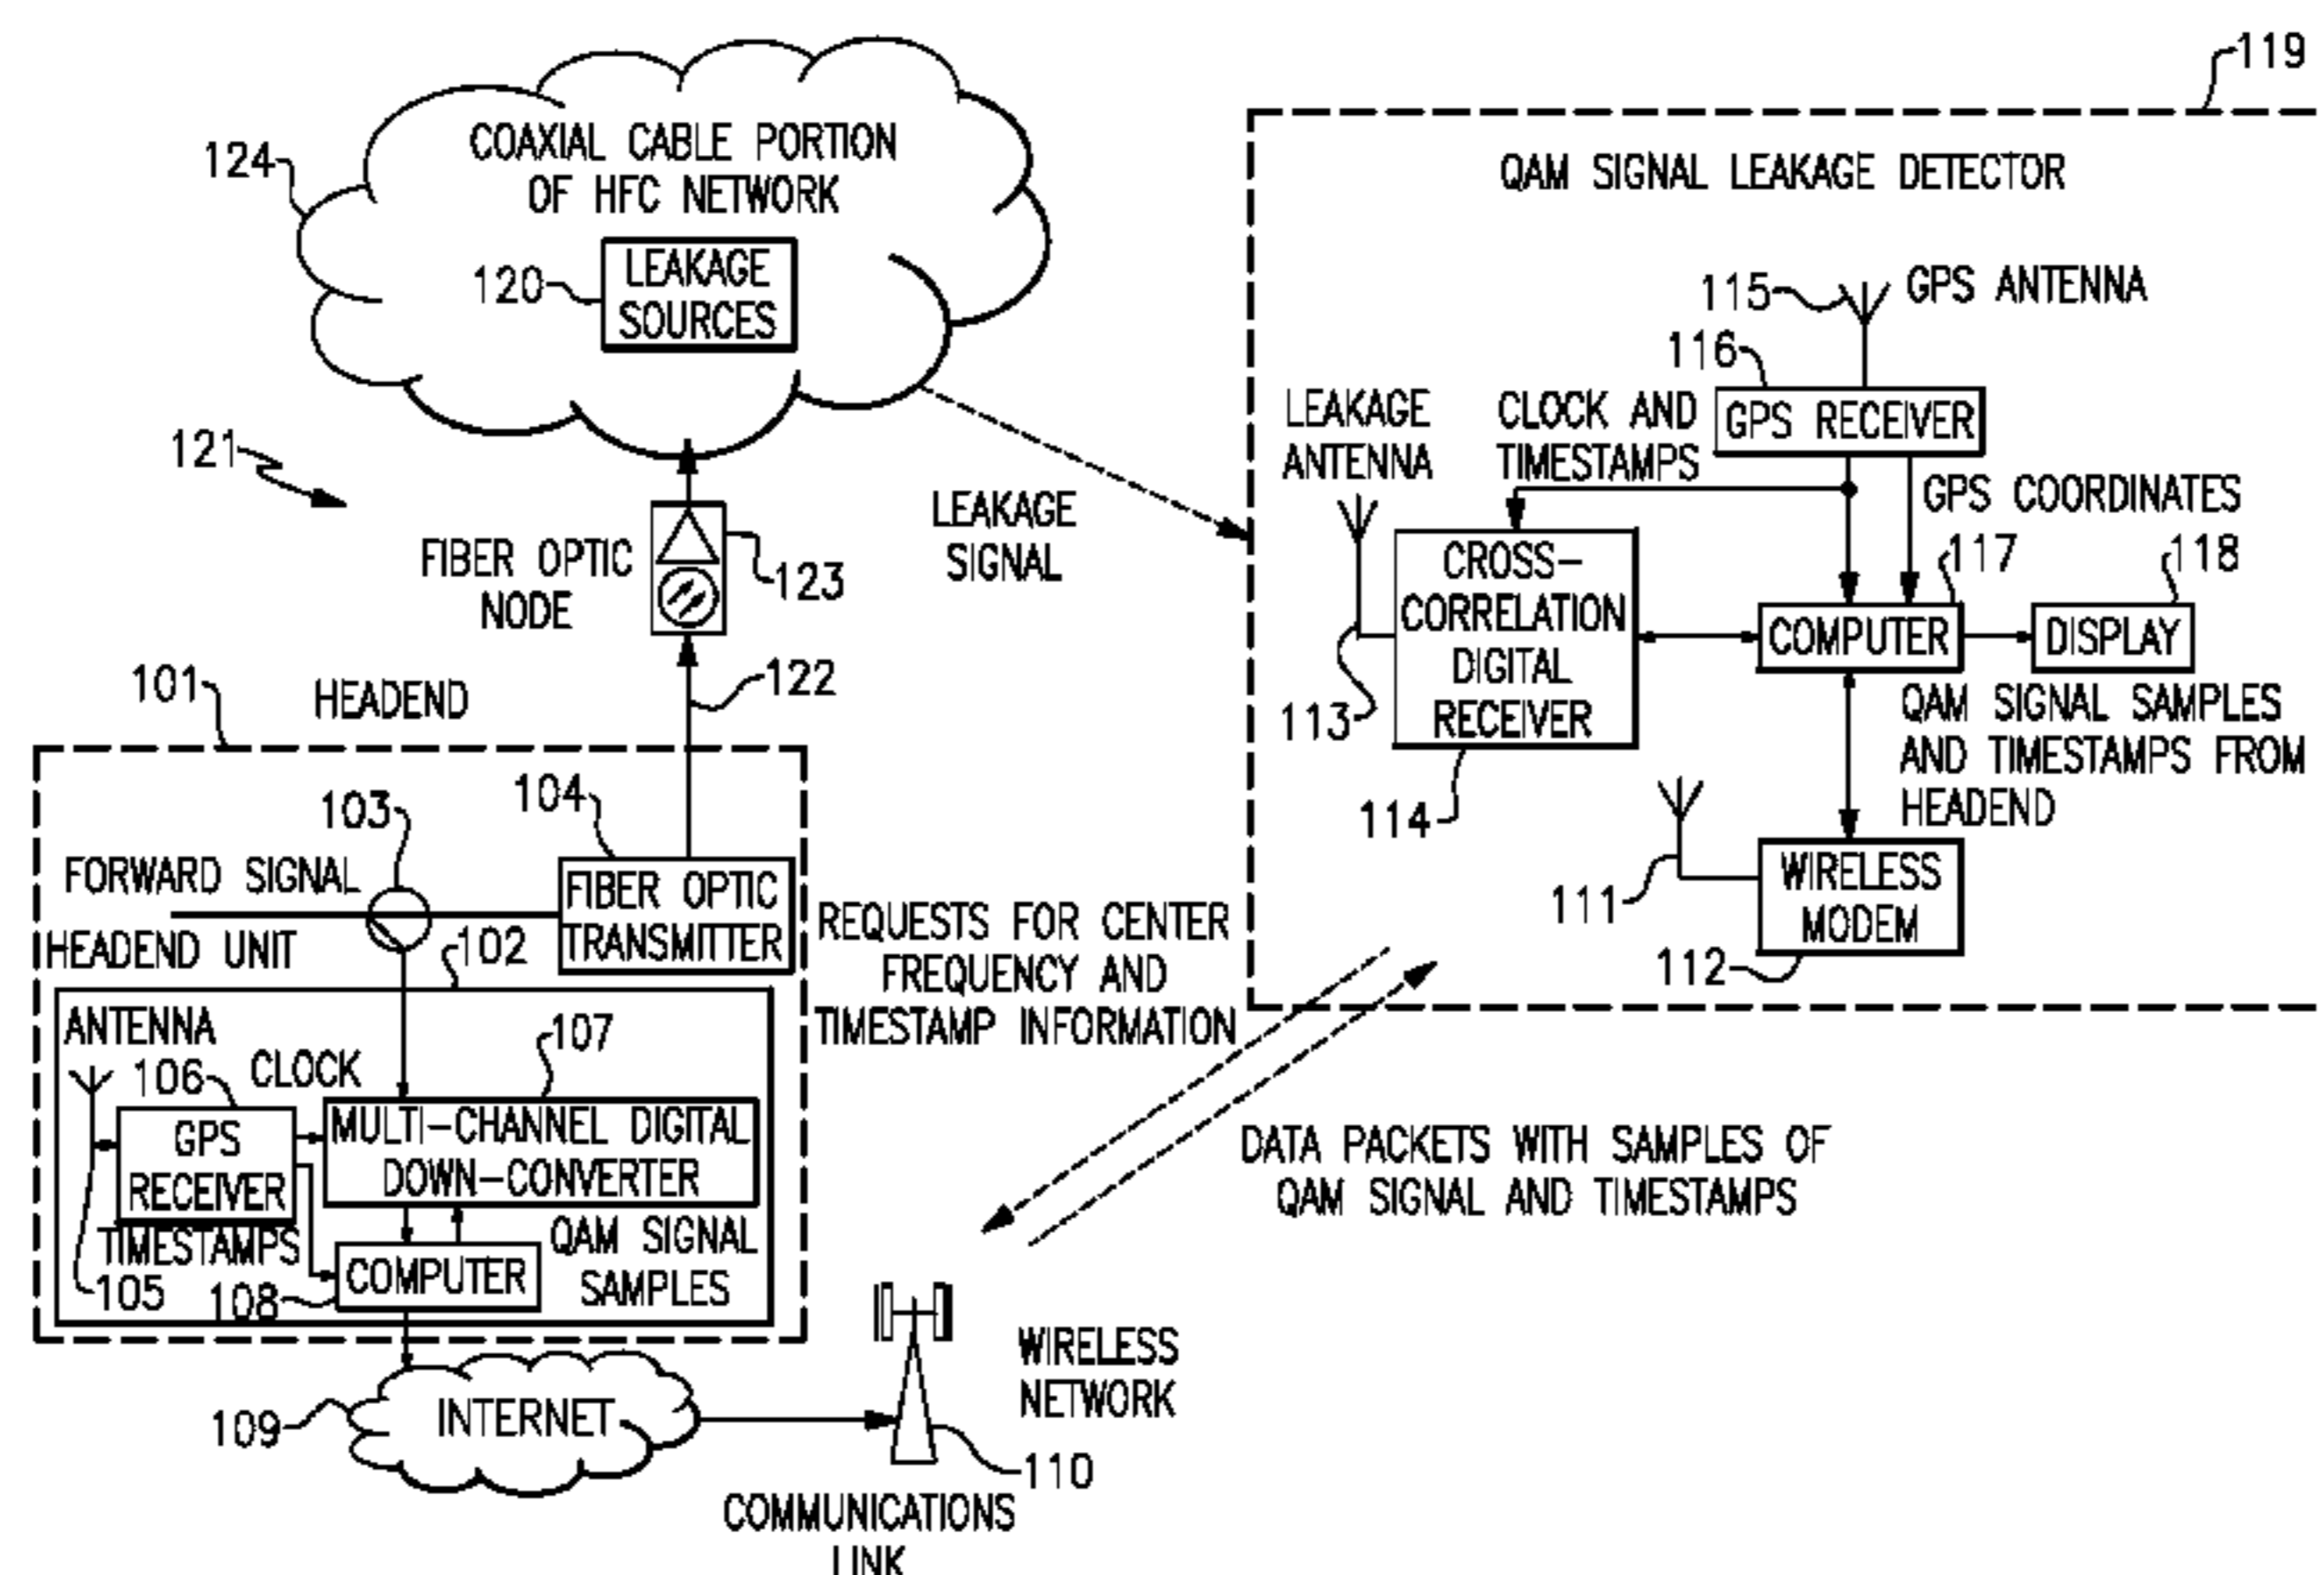 119
COAXIAL CABLE PORTION
OF HFC NETWORK
124
LEAKAGE
SOURCES
120
121
FIBER OPTIC
NODE
123
LEAKAGE
SIGNAL
122
101
HEADEND
103
104
FORWARD SIGNAL
FIBER OPTIC
TRANSMITTER
HEADEND UNIT
102
ANTENNA
106
CLOCK
107
GPS
RECEIVER
MULTI-CHANNEL DIGITAL
DOWN-CONVERTER
TIMESTAMPS
QAM SIGNAL
SAMPLES
105
108
COMPUTER
109
INTERNET
WIRELESS
NETWORK
110
COMMUNICATIONS
LINK
REQUESTS FOR CENTER
FREQUENCY AND
TIMESTAMP INFORMATION
DATA PACKETS WITH SAMPLES OF
QAM SIGNAL AND TIMESTAMPS
QAM SIGNAL LEAKAGE DETECTOR
115
GPS ANTENNA
116
GPS RECEIVER
LEAKAGE
ANTENNA
CLOCK AND
TIMESTAMPS
GPS COORDINATES
CROSS-
CORRELATION
DIGITAL
RECEIVER
113
114
117
118
COMPUTER
DISPLAY
QAM SIGNAL SAMPLES
AND TIMESTAMPS FROM
HEADEND
111
WIRELESS
MODEM
112